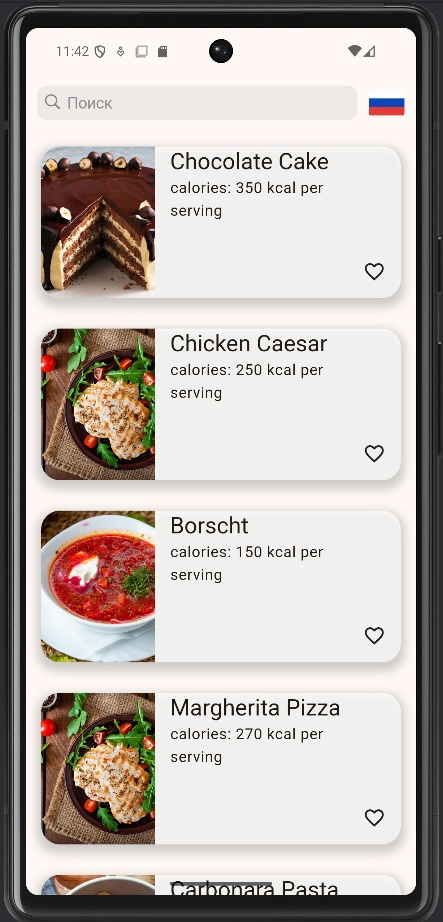 11:42
Поиск
Chocolate Cake
calories: 350 kcal per
serving
Chicken Caesar
calories: 250 kcal per
serving
Borscht
calories: 150 kcal per
serving
Margherita Pizza
calories: 270 kcal per
serving
Carbonara Pasta